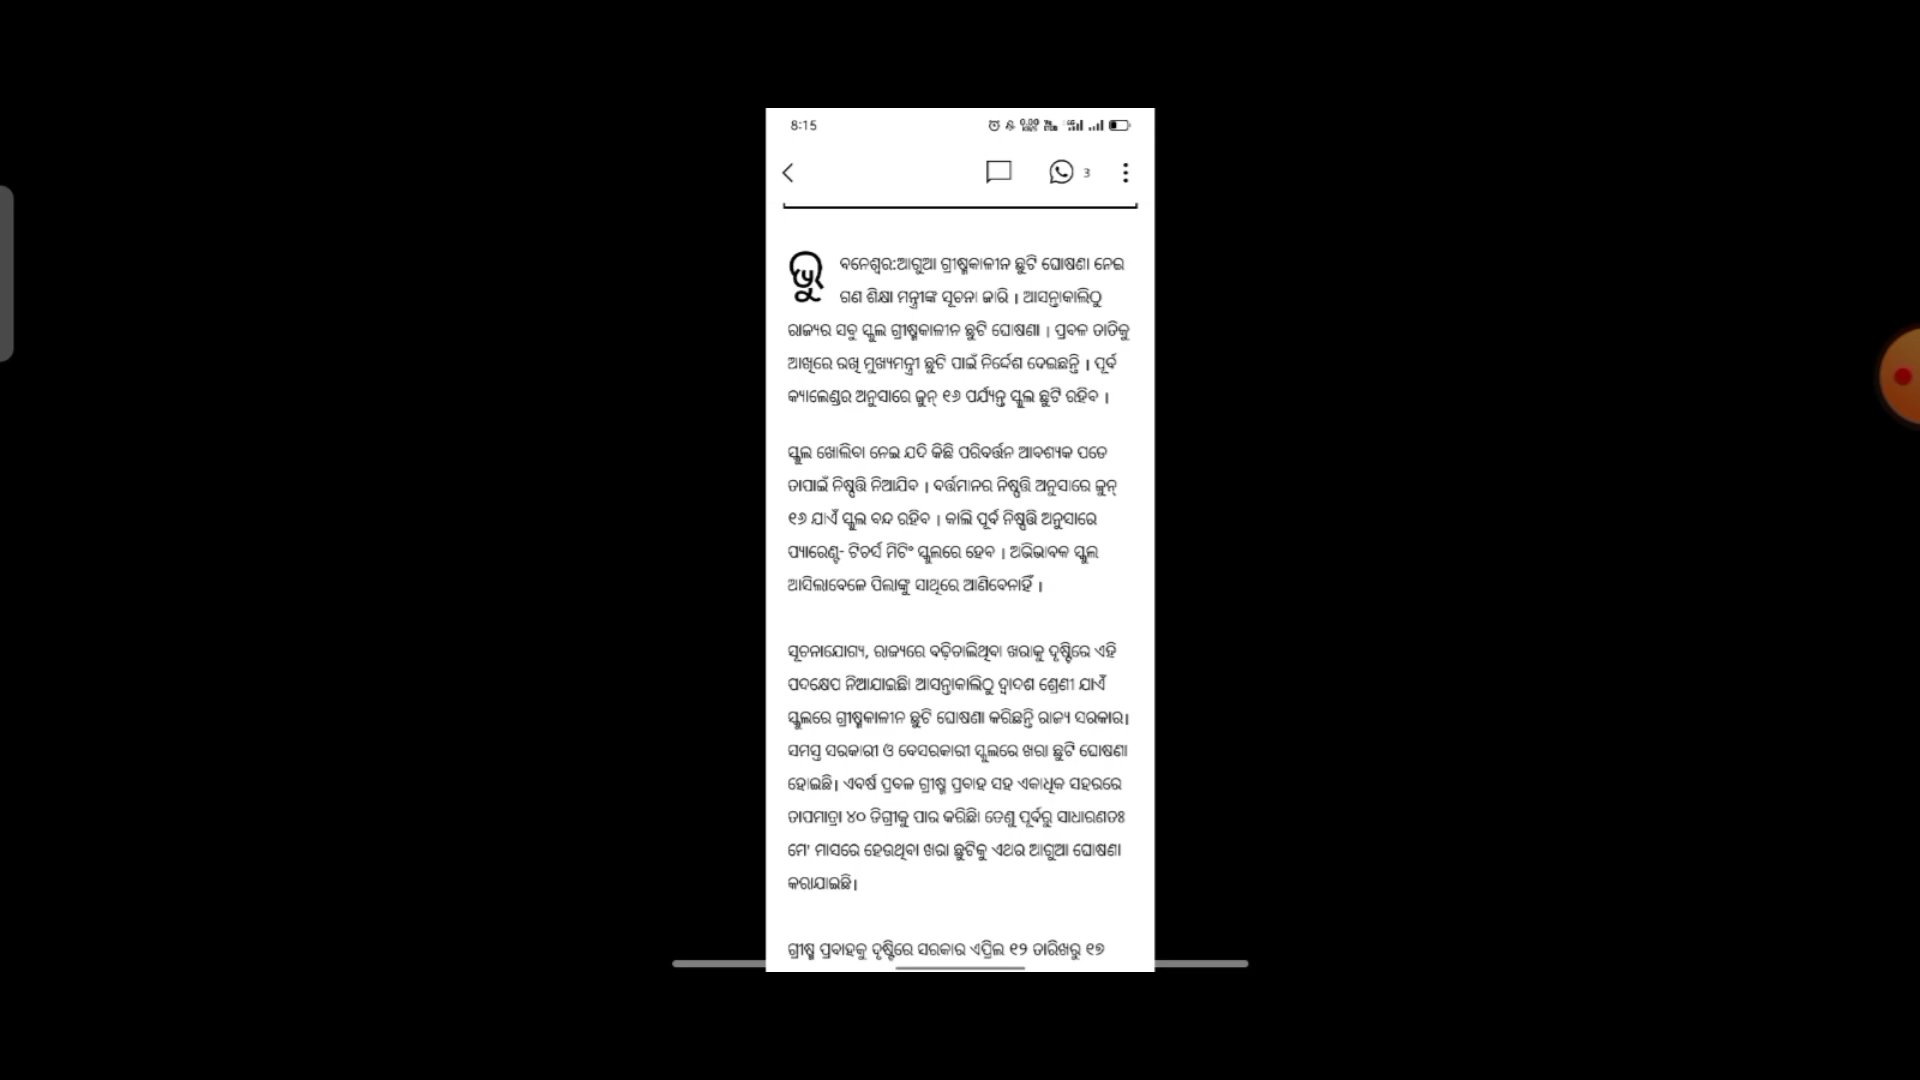 8:15
3
ଭୁବନେଶ୍ୱର:ଆଗୁଆ ଗ୍ରୀଷ୍ମକାଳୀନ ଛୁଟି ଘୋଷଣା ନେଇ
ଗଣ ଶିକ୍ଷା ମନ୍ତ୍ରୀଙ୍କ ସୂଚନା ଜାରି । ଆସନ୍ତାକାଲିଠୁ
ରାଜ୍ୟର ସବୁ ସ୍କୁଲ ଗ୍ରୀଷ୍ମକାଳୀନ ଛୁଟି ଘୋଷଣା । ପ୍ରବଳ ତାତିକୁ
ଆଖିରେ ରଖି ମୁଖ୍ୟମନ୍ତ୍ରୀ ଛୁଟି ପାଇଁ ନିର୍ଦ୍ଦେଶ ଦେଇଛନ୍ତି । ପୂର୍ବ
କ୍ୟାଲେଣ୍ଡର ଅନୁସାରେ ଜୁନ୍ ୧୬ ପର୍ଯ୍ୟନ୍ତ ସ୍କୁଲ ଛୁଟି ରହିବ ।
ସ୍କୁଲ ଖୋଲିବା ନେଇ ଯଦି କିଛି ପରିବର୍ତ୍ତନ ଆବଶ୍ୟକ ପଡେ
ତାପାଇଁ ନିଷ୍ପତ୍ତି ନିଆଯିବ । ବର୍ତ୍ତମାନର ନିଷ୍ପତ୍ତି ଅନୁସାରେ ଜୁନ୍
୧୬ ଯାଏଁ ସ୍କୁଲ ବନ୍ଦ ରହିବ । କାଲି ପୂର୍ବ ନିଷ୍ପତ୍ତି ଅନୁସାରେ
ପ୍ୟାରେଣ୍ଟ- ଟିଚର୍ସ ମିଟିଂ ସ୍କୁଲରେ ହେବ । ଅଭିଭାବକ ସ୍କୁଲ
ଆସିଲାବେଳେ ପିଲାଙ୍କୁ ସାଥିରେ ଆଣିବେନାହିଁ ।
ସୂଚନାଯୋଗ୍ୟ, ରାଜ୍ୟରେ ବଢ଼ିଚାଲିଥିବା ଖରାକୁ ଦୃଷ୍ଟିରେ ଏହି
ପଦକ୍ଷେପ ନିଆଯାଇଛି। ଆସନ୍ତାକାଲିଠୁ ଦ୍ୱାଦଶ ଶ୍ରେଣୀ ଯାଏଁ
ସ୍କୁଲରେ ଗ୍ରୀଷ୍ମକାଳୀନ ଛୁଟି ଘୋଷଣା କରିଛନ୍ତି ରାଜ୍ୟ ସରକାର।
ସମସ୍ତ ସରକାରୀ ଓ ବେସରକାରୀ ସ୍କୁଲରେ ଖରା ଛୁଟି ଘୋଷଣା
ହୋଇଛି। ଏବର୍ଷ ପ୍ରବଳ ଗ୍ରୀଷ୍ମ ପ୍ରବାହ ସହ ଏକାଧିକ ସହରରେ
ତାପମାତ୍ରା ୪୦ ଡିଗ୍ରୀକୁ ପାର କରିଛି। ତେଣୁ ପୂର୍ବରୁ ସାଧାରଣତଃ
ମେ' ମାସରେ ହେଉଥିବା ଖରା ଛୁଟିକୁ ଏଥର ଆଗୁଆ ଘୋଷଣା
କରାଯାଇଛି।
ଗ୍ରୀଷ୍ମ ପ୍ରବାହକୁ ଦୃଷ୍ଟିରେ ସରକାର ଏପ୍ରିଲ ୧୨ ତାରିଖରୁ ୧୭